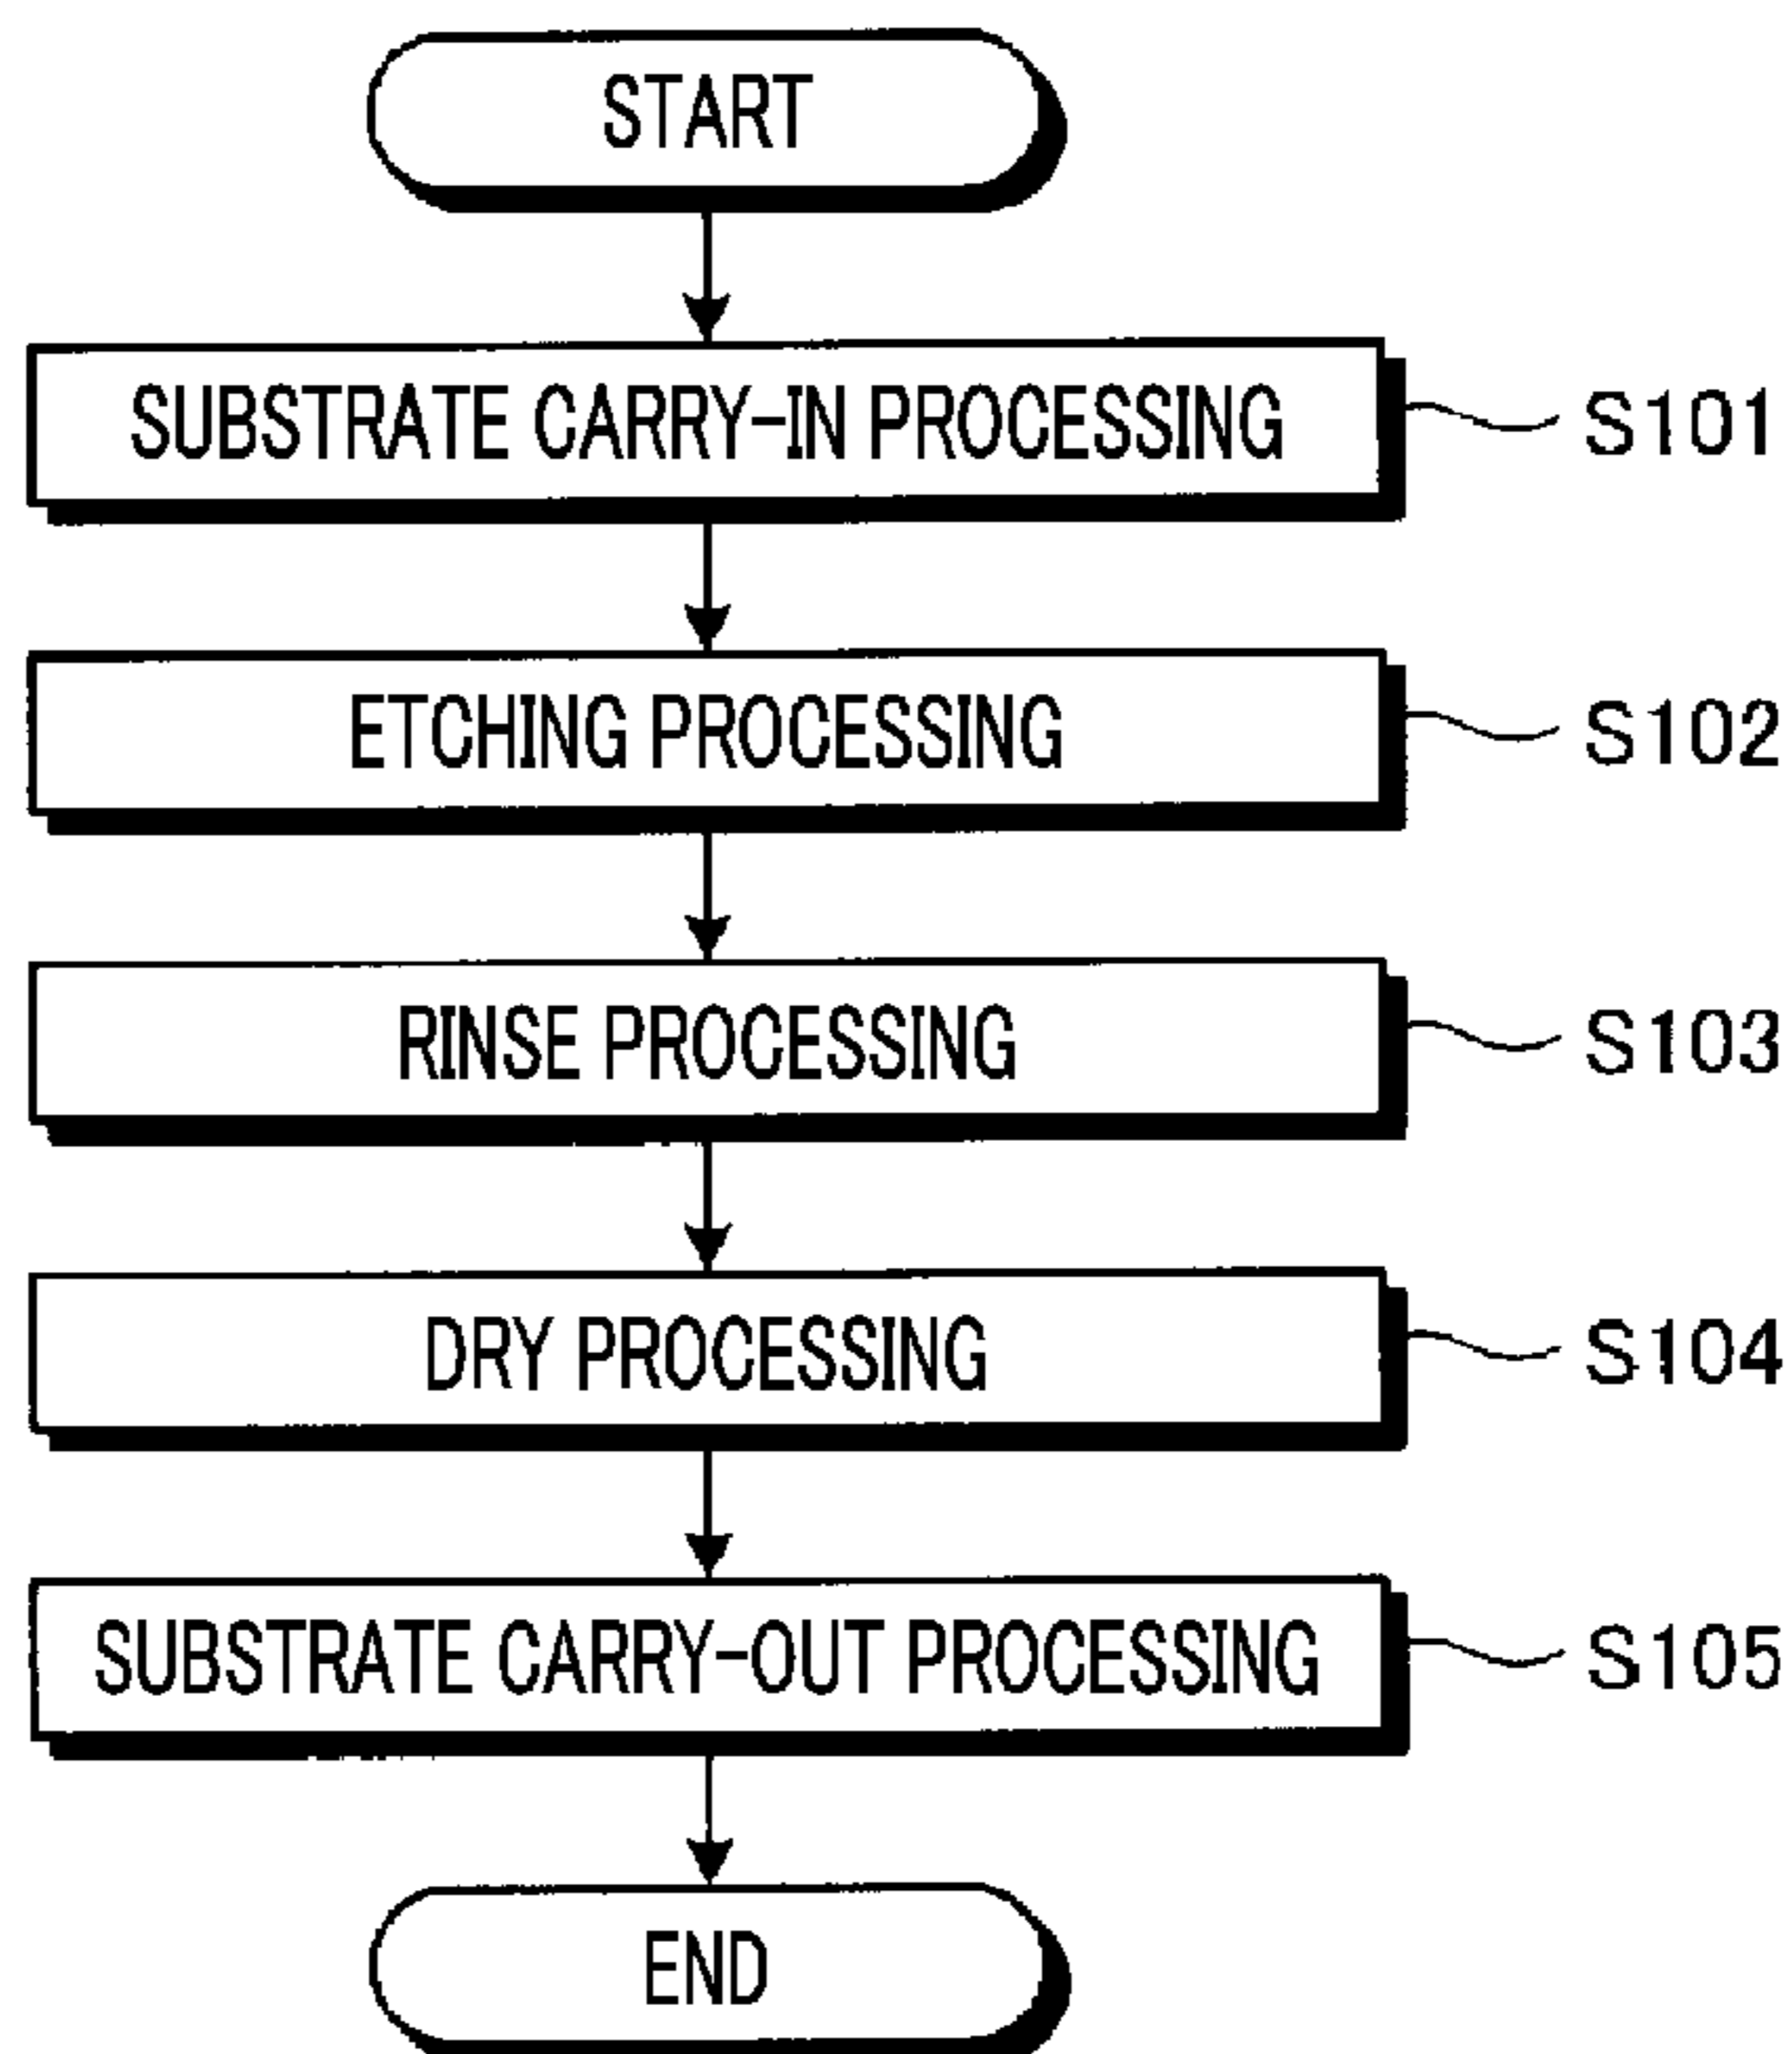 START
SUBSTRATE CARRY-IN PROCESSING S101
ETCHING PROCESSING S102
RINSE PROCESSING S103
DRY PROCESSING S104
SUBSTRATE CARRY-OUT PROCESSING S105
END